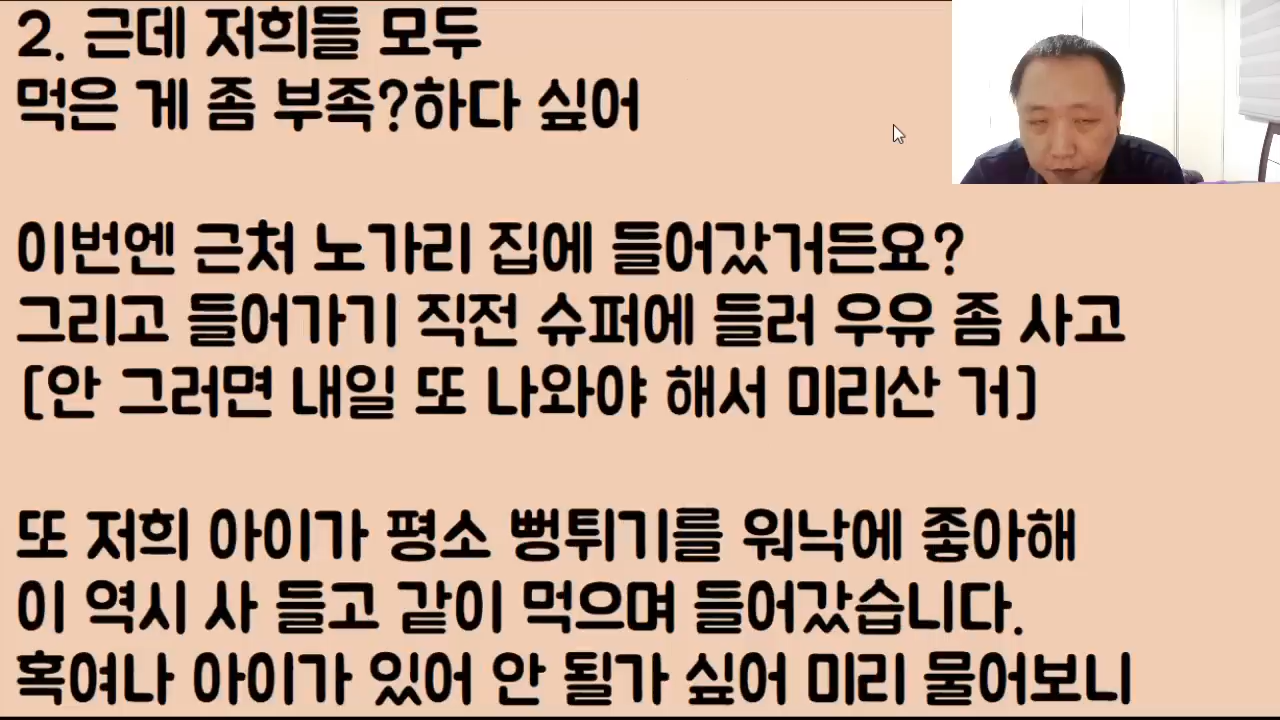 2. 근데 저희들 모두
먹은 게 좀 부족?하다 싶어
이번엔 근처 노가리 집에 들어갔거든요?
그리고 들어가기 직전 슈퍼에 들러 우유 좀 사고
[안 그러면 내일 또 나와야 해서 미리산 거]
또 저희 아이가 평소 뻥튀기를 워낙에 좋아해
이 역시 사 들고 같이 먹으며 들어갔습니다.
혹여나 아이가 있어 안 될가 싶어 미리 물어보니